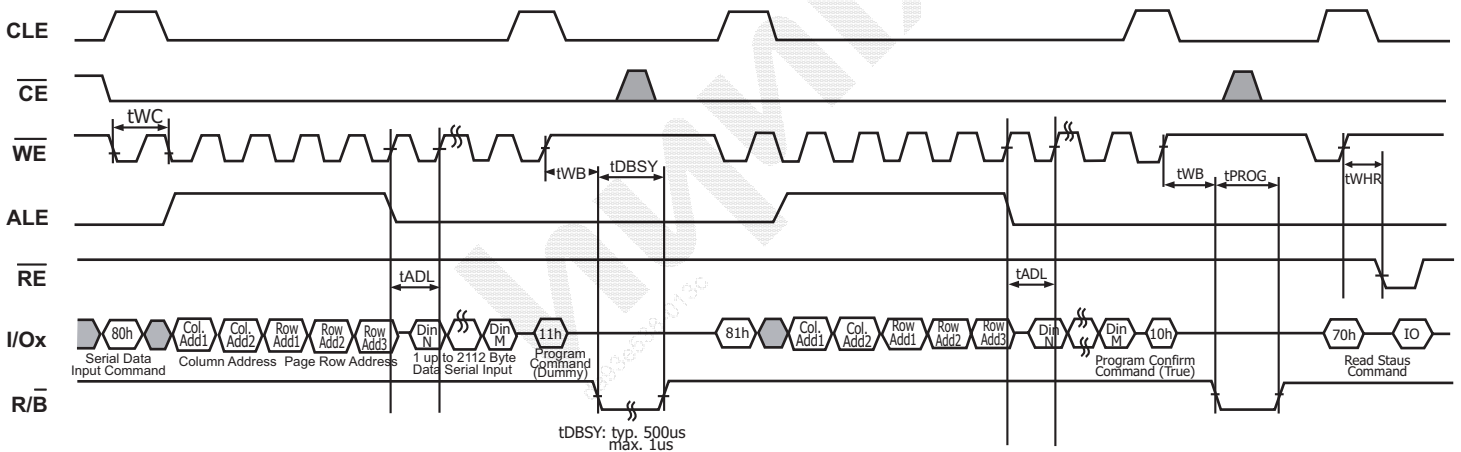 CLE
CE
tWC
WE
tWB
tDBSY
tWB
tPROG
tWHR
ALE
RE
tADL
tADL
I/Ox
80h
Col. Add1
Col. Add2
Row Add1
Row Add2
Row Add3
Din N
Din M
11h
81h
Col. Add1
Col. Add2
Row Add1
Row Add2
Row Add3
Din N
Din M
10h
70h
IO
Serial Data
Input Command
Column Address
Page Row Address
1 up to 2112 Byte
Data Serial Input
Program
Command
(Dummy)
Program Confirm
Command (True)
Read Staus
Command
R/B
tDBSY: typ. 500us
max. 1us